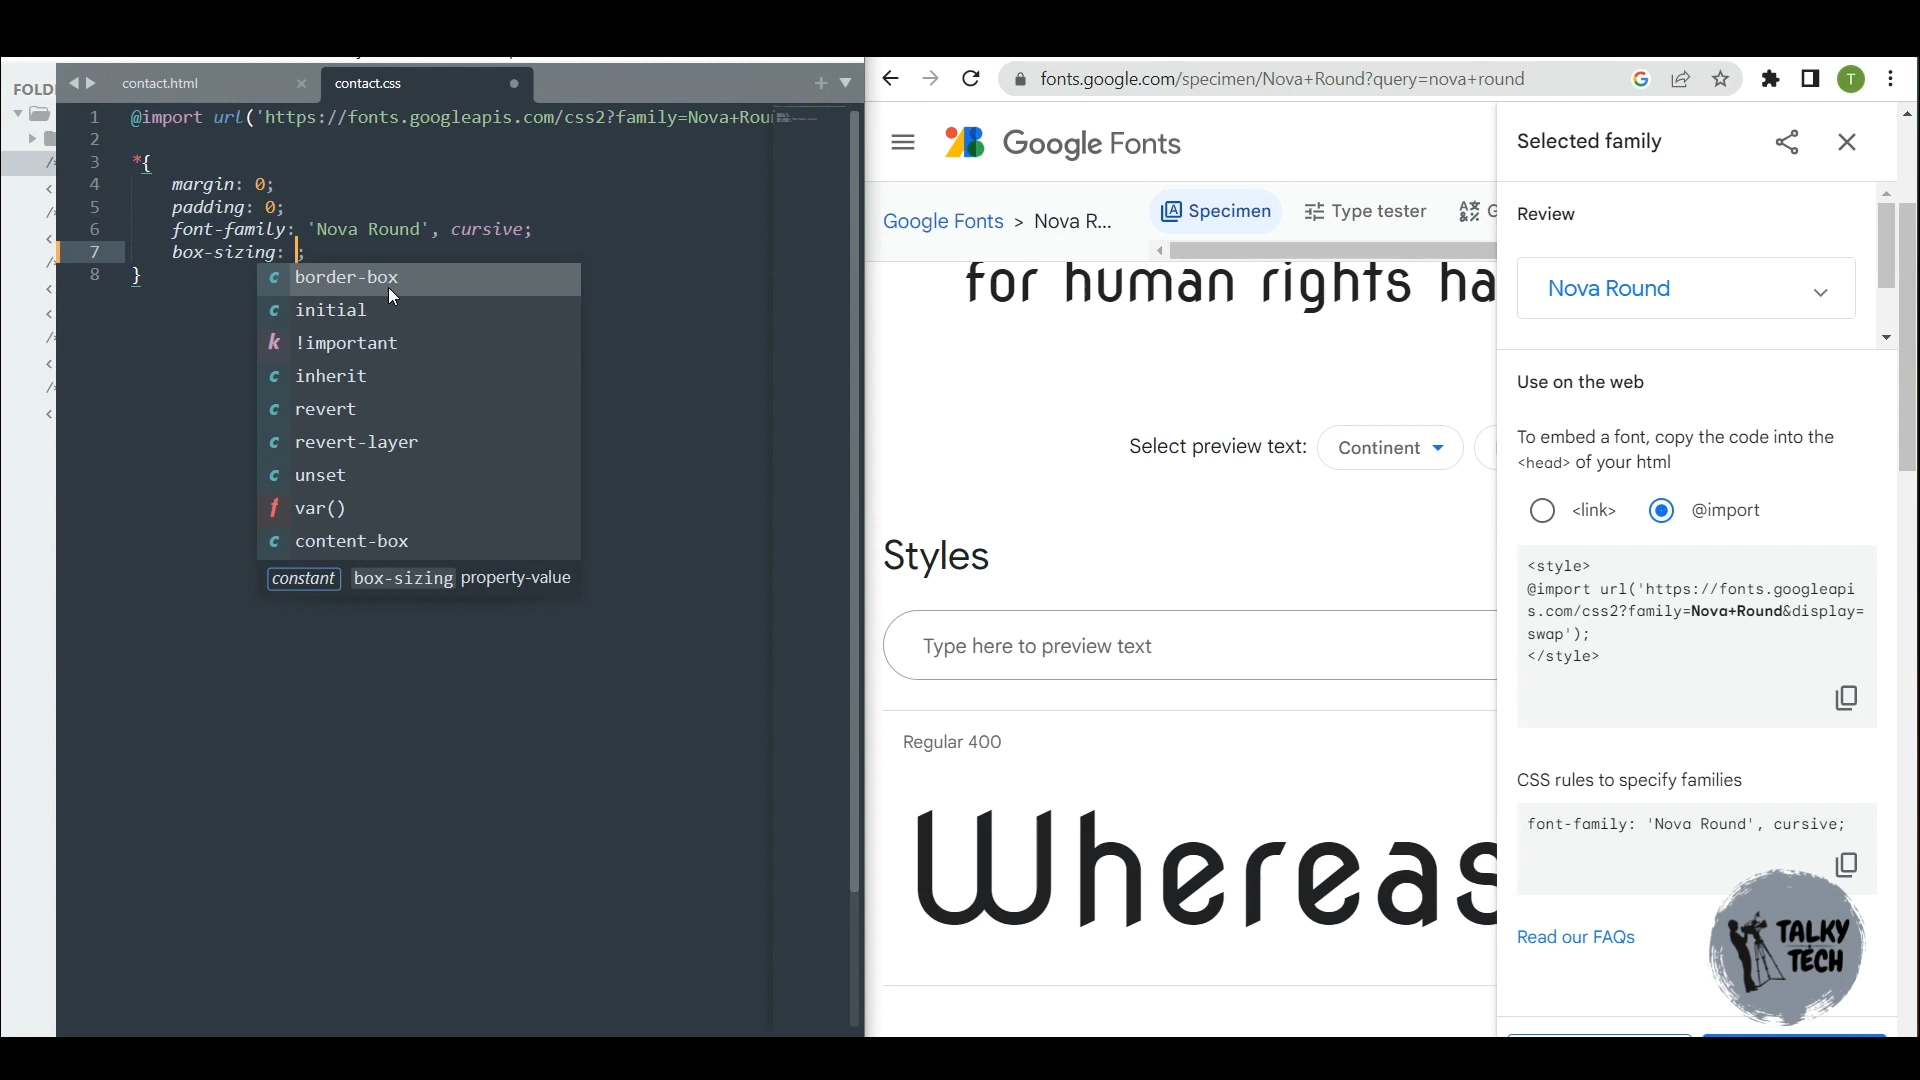 FOLD
contact.html
contact.css
1 @import url('https://fonts.googleapis.com/css2?family=Nova+Rou
2
3 *{
4 margin: 0;
5 padding: 0;
6 font-family: 'Nova Round', cursive;
7 box-sizing: ;
8 }
c border-box
c initial
k !important
c inherit
c revert
c revert-layer
c unset
f var()
c content-box
constant box-sizing property-value
fonts.google.com/specimen/Nova+Round?query=nova+round
T
Google Fonts
Google Fonts > Nova R...
Specimen
Type tester
G
for human rights ha
Select preview text:
Continent
Styles
Type here to preview text
Regular 400
Whereas
Selected family
Review
Nova Round
Use on the web
To embed a font, copy the code into the
<head> of your html
<link>
@import
<style>
@import url('https://fonts.googleapi
s.com/css2?family=Nova+Round&display=
swap');
</style>
CSS rules to specify families
font-family: 'Nova Round', cursive;
Read our FAQs
TALKY
TECH